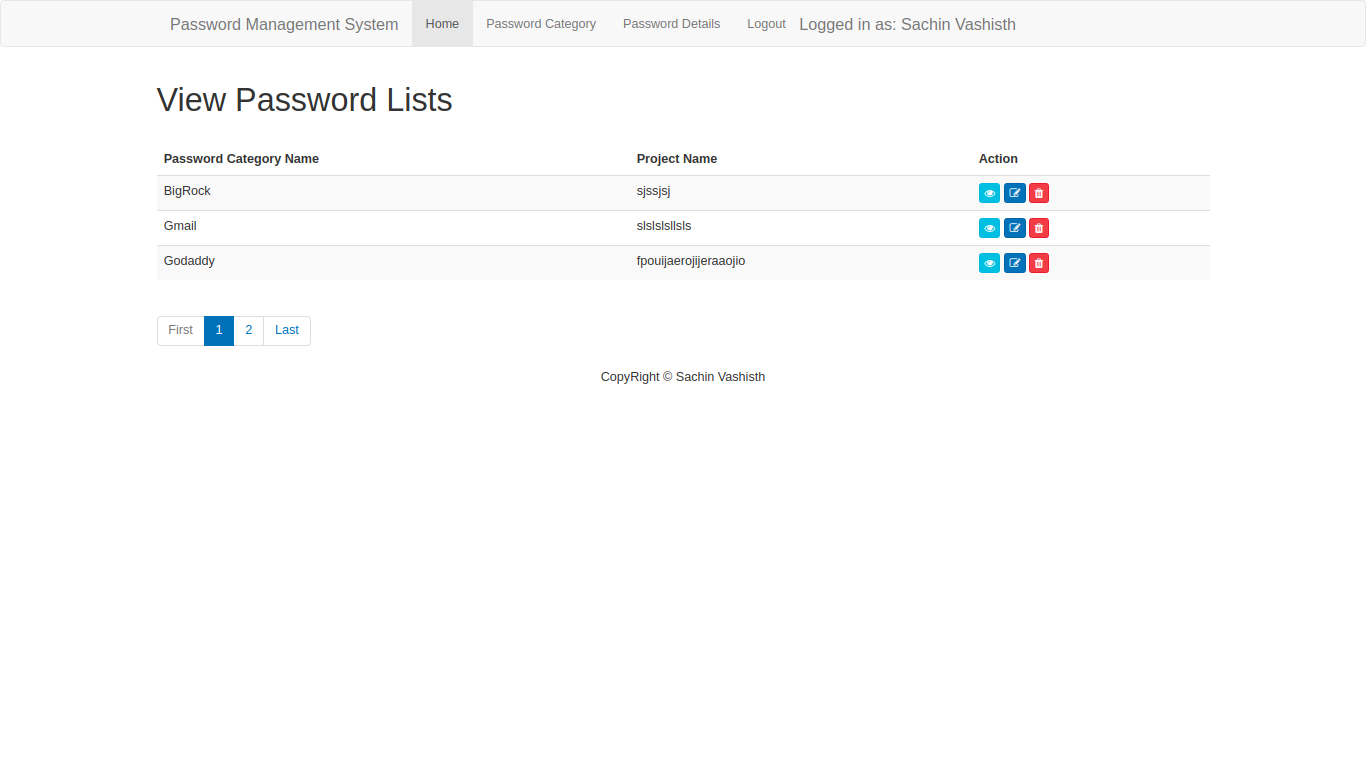 Password Management System Home Password Category Password Details Logout Logged in as: Sachin Vashisth
View Password Lists
Password Category Name Project Name Action
BigRock sjssjsj
Gmail slslslsllsls
Godaddy fpouijaerojijeraaojio
First 1 2 Last
CopyRight © Sachin Vashisth